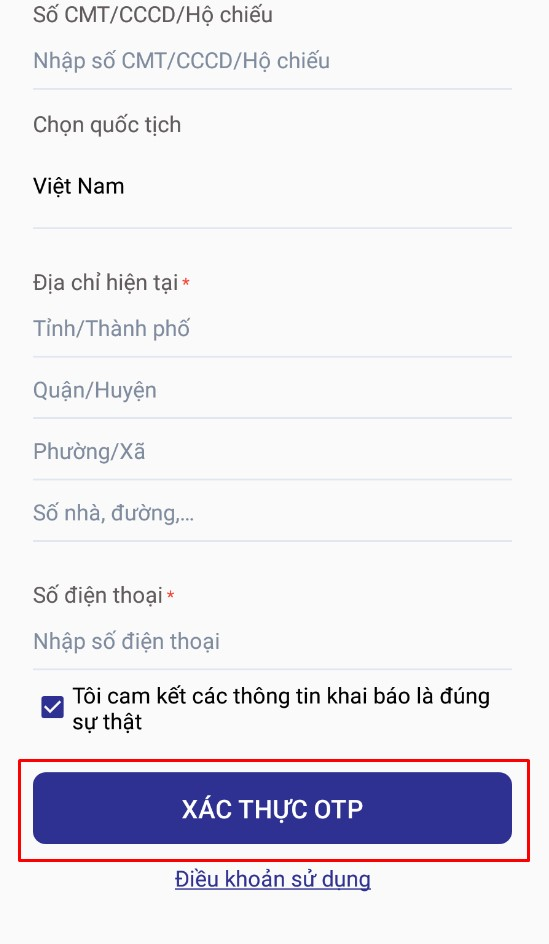 Số CMT/CCCD/Hộ chiếu
Nhập số CMT/CCCD/Hộ chiếu
Chọn quốc tịch
Việt Nam
Địa chỉ hiện tại *
Tỉnh/Thành phố
Quận/Huyện
Phường/Xã
Số nhà, đường,...
Số điện thoại *
Nhập số điện thoại
Tôi cam kết các thông tin khai báo là đúng
sự thật
XÁC THỰC OTP
Điều khoản sử dụng